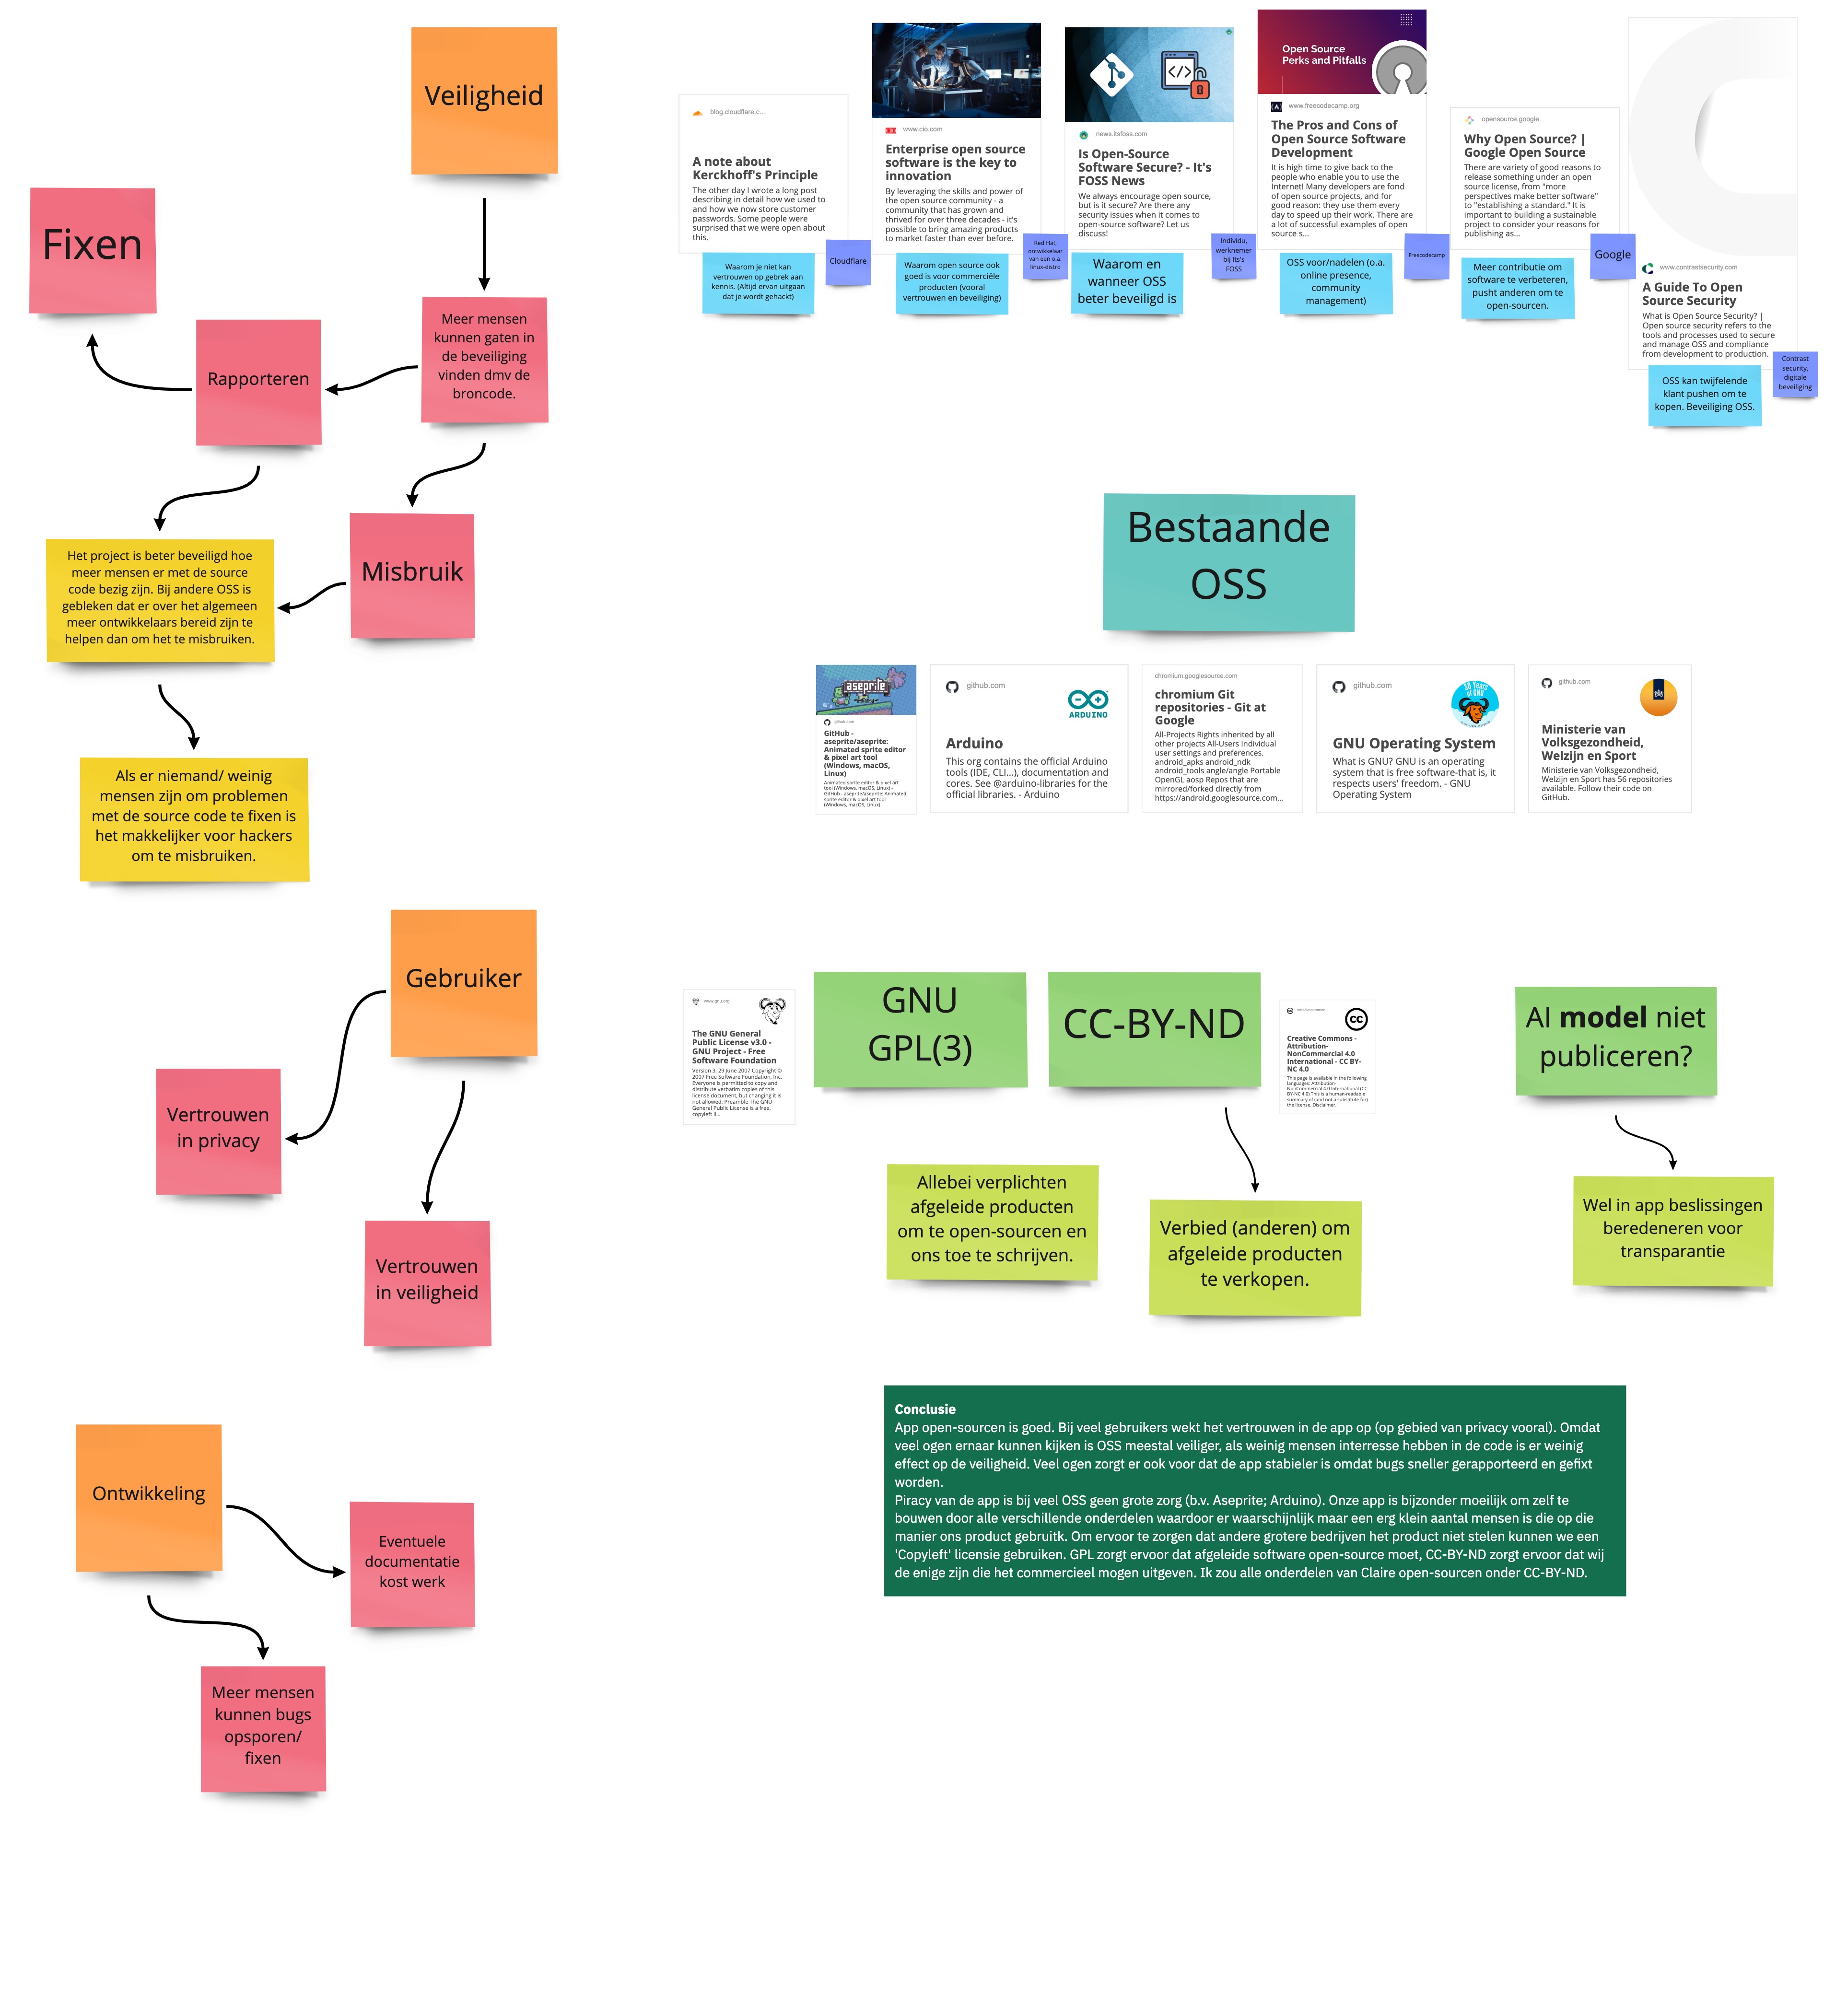 Veiligheid
Fixen
Rapporteren
Meer mensen
kunnen gaten in
de beveiliging
vinden dmv de
broncode.
Misbruik
Het project is beter beveiligd hoe
meer mensen er met de source
code bezig zijn. Bij andere OSS is
gebleken dat er over het algemeen
meer ontwikkelaars bereid zijn te
helpen dan om het te misbruiken.
Als er niemand/ weinig
mensen zijn om problemen
met de source code te fixen is
het makkelijker voor hackers
om te misbruiken.
Gebruiker
Vertrouwen
in privacy
Vertrouwen
in veiligheid
Ontwikkeling
Eventuele
documentatie
kost werk
Meer mensen
kunnen bugs
opsporen/
fixen
blog.cloudflare.c...
A note about
Kerckhoff's Principle
The other day I wrote a long post
describing in detail how we used to
and how we now store customer
passwords. Some people were
surprised that we were open about
this.
Cloudflare
Waarom je niet kan
vertrouwen op gebrek aan
kennis. (Altijd ervan uitgaan
dat je wordt gehackt)
www.cio.com
Enterprise open source
software is the key to
innovation
By leveraging the skills and power of
the open source community - a
community that has grown and
thrived for over three decades - it's
possible to bring amazing products
to market faster than ever before.
Red Hat,
ontwikkelaar
van een o.a.
linux-distro
Waarom open source ook
goed is voor commerciële
producten (vooral
vertrouwen en beveiliging)
news.itsfoss.com
Is Open-Source
Software Secure? - It's
FOSS News
We always encourage open source,
but is it secure? Are there any
security issues when it comes to
open-source software? Let us
discuss!
Individu,
werknemer
bij Its's
FOSS
Waarom en
wanneer OSS
beter beveiligd is
Open Source
Perks and Pitfalls
www.freecodecamp.org
The Pros and Cons of
Open Source Software
Development
It is high time to give back to the
people who enable you to use the
Internet! Many developers are fond
of open source projects, and for
good reason: they use them every
day to speed up their work. There are
a lot of successful examples of open
source s...
Freecodecamp
OSS voor/nadelen (o.a.
online presence,
community
management)
opensource.google
Why Open Source? |
Google Open Source
There are variety of good reasons to
release something under an open
source license, from "more
perspectives make better software"
to "establishing a standard." It is
important to building a sustainable
project to consider your reasons for
publishing as...
Google
Meer contributie om
software te verbeteren,
pusht anderen om te
open-sourcen.
www.contrastsecurity.com
A Guide To Open
Source Security
What is Open Source Security? |
Open source security refers to the
tools and processes used to secure
and manage OSS and compliance
from development to production.
Contrast
security,
digitale
beveiliging
OSS kan twijfelende
klant pushen om te
kopen. Beveiliging OSS.
Bestaande
OSS
aseprite
github.com
GitHub -
aseprite/aseprite:
Animated sprite editor
& pixel art tool
(Windows, macOS,
Linux)
Animated sprite editor & pixel art
tool (Windows, macOS, Linux) -
GitHub - aseprite/aseprite: Animated
sprite editor & pixel art tool
(Windows, macOS, Linux)
github.com
ARDUINO
Arduino
This org contains the official Arduino
tools (IDE, CLI...), documentation and
cores. See @arduino-libraries for the
official libraries. - Arduino
chromium.googlesource.com
chromium Git
repositories - Git at
Google
All-Projects Rights inherited by all
other projects All-Users Individual
user settings and preferences.
android_apks android_ndk
android_tools angle/angle Portable
OpenGL aosp Repos that are
mirrored/forked directly from
https://android.googlesource.com...
github.com
30 Years
of GNU
GNU Operating System
What is GNU? GNU is an operating
system that is free software-that is, it
respects users' freedom. - GNU
Operating System
github.com
Ministerie van
Volksgezondheid,
Welzijn en Sport
Ministerie van Volksgezondheid,
Welzijn en Sport has 56 repositories
available. Follow their code on
GitHub.
www.gnu.org
The GNU General
Public License v3.0 -
GNU Project - Free
Software Foundation
Version 3, 29 June 2007 Copyright ©
2007 Free Software Foundation, Inc.
Everyone is permitted to copy and
distribute verbatim copies of this
license document, but changing it is
not allowed. Preamble The GNU
General Public License is a free,
copyleft li...
GNU
GPL(3)
CC-BY-ND
cc
Creative Commons -
Attribution-
NonCommercial 4.0
International - CC BY-
NC 4.0
This page is available in the following
languages: Attribution-
NonCommercial 4.0 International (CC
BY-NC 4.0) This is a human-readable
summary of (and not a substitute for)
the license. Disclaimer.
AI model niet
publiceren?
Allebei verplichten
afgeleide producten
om te open-sourcen en
ons toe te schrijven.
Verbied (anderen) om
afgeleide producten
te verkopen.
Wel in app beslissingen
beredeneren voor
transparantie
Conclusie
App open-sourcen is goed. Bij veel gebruikers wekt het vertrouwen in de app op (op gebied van privacy vooral). Omdat
veel ogen ernaar kunnen kijken is OSS meestal veiliger, als weinig mensen interresse hebben in de code is er weinig
effect op de veiligheid. Veel ogen zorgt er ook voor dat de app stabieler is omdat bugs sneller gerapporteerd en gefixt
worden.
Piracy van de app is bij veel OSS geen grote zorg (b.v. Aseprite; Arduino). Onze app is bijzonder moeilijk om zelf te
bouwen door alle verschillende onderdelen waardoor er waarschijnlijk maar een erg klein aantal mensen is die op die
manier ons product gebruitk. Om ervoor te zorgen dat andere grotere bedrijven het product niet stelen kunnen we een
'Copyleft' licensie gebruiken. GPL zorgt ervoor dat afgeleide software open-source moet, CC-BY-ND zorgt ervoor dat wij
de enige zijn die het commercieel mogen uitgeven. Ik zou alle onderdelen van Claire open-sourcen onder CC-BY-ND.